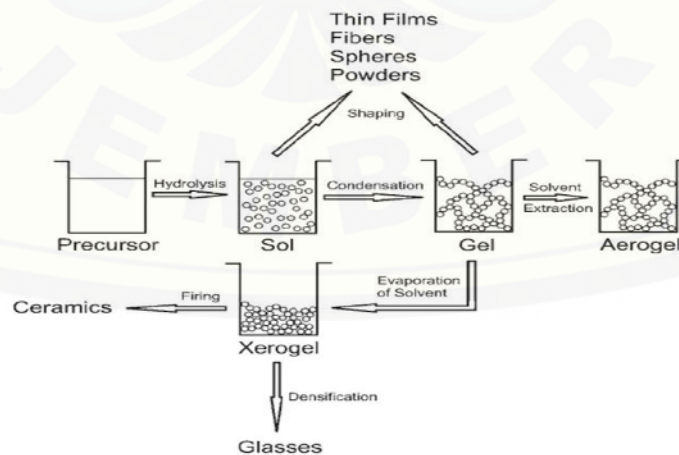 Thin Films
Fibers
Spheres
Powders
Shaping
Hydrolysis
Condensation
Solvent
Extraction
Precursor
Sol
Gel
Aerogel
Evaporation
of Solvent
Firing
Ceramics
Xerogel
Densification
Glasses
JEMBER